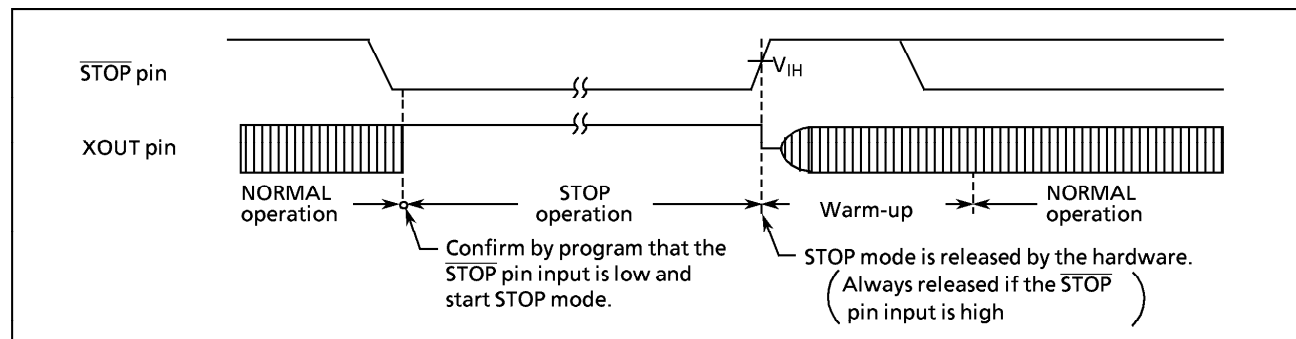 STOP pin
VIH
XOUT pin
NORMAL operation
STOP operation
Warm-up
NORMAL operation
Confirm by program that the
STOP pin input is low and
start STOP mode.
STOP mode is released by the hardware.
(Always released if the STOP
pin input is high)